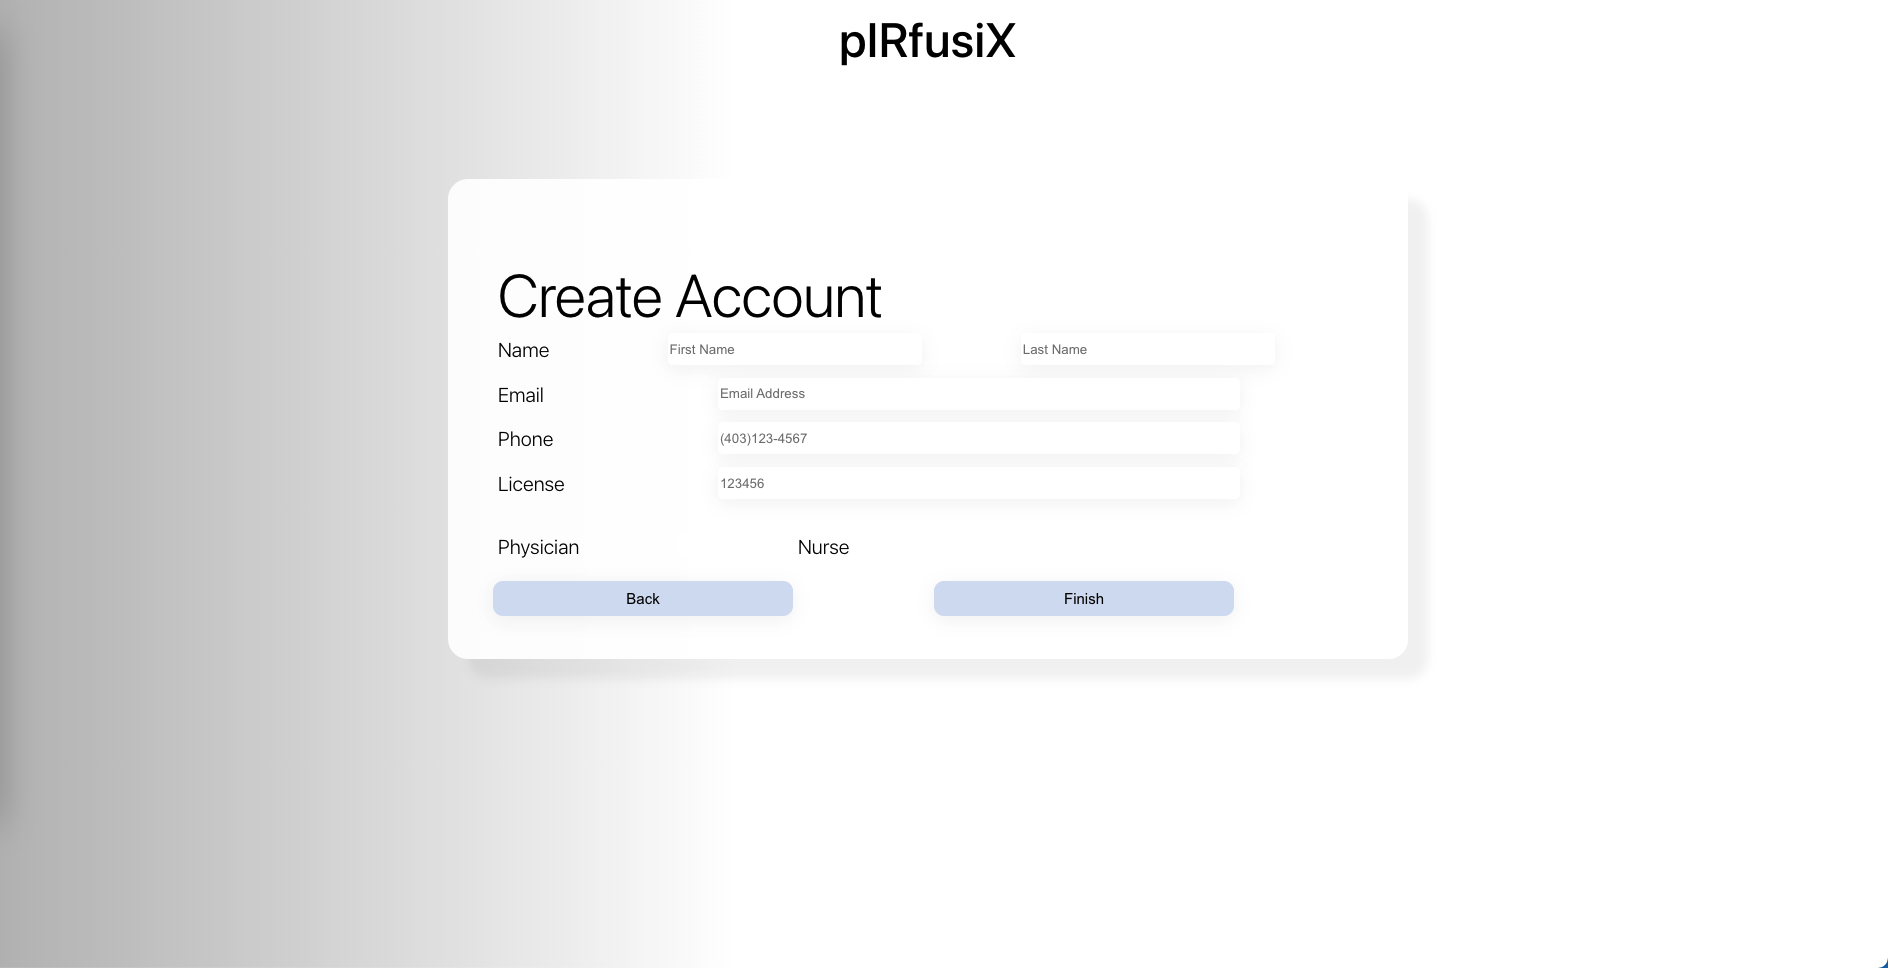 pIRfusiX
Create Account
Name First Name Last Name
Email Email Address
Phone (403)123-4567
License 123456
Physician Nurse
Back Finish